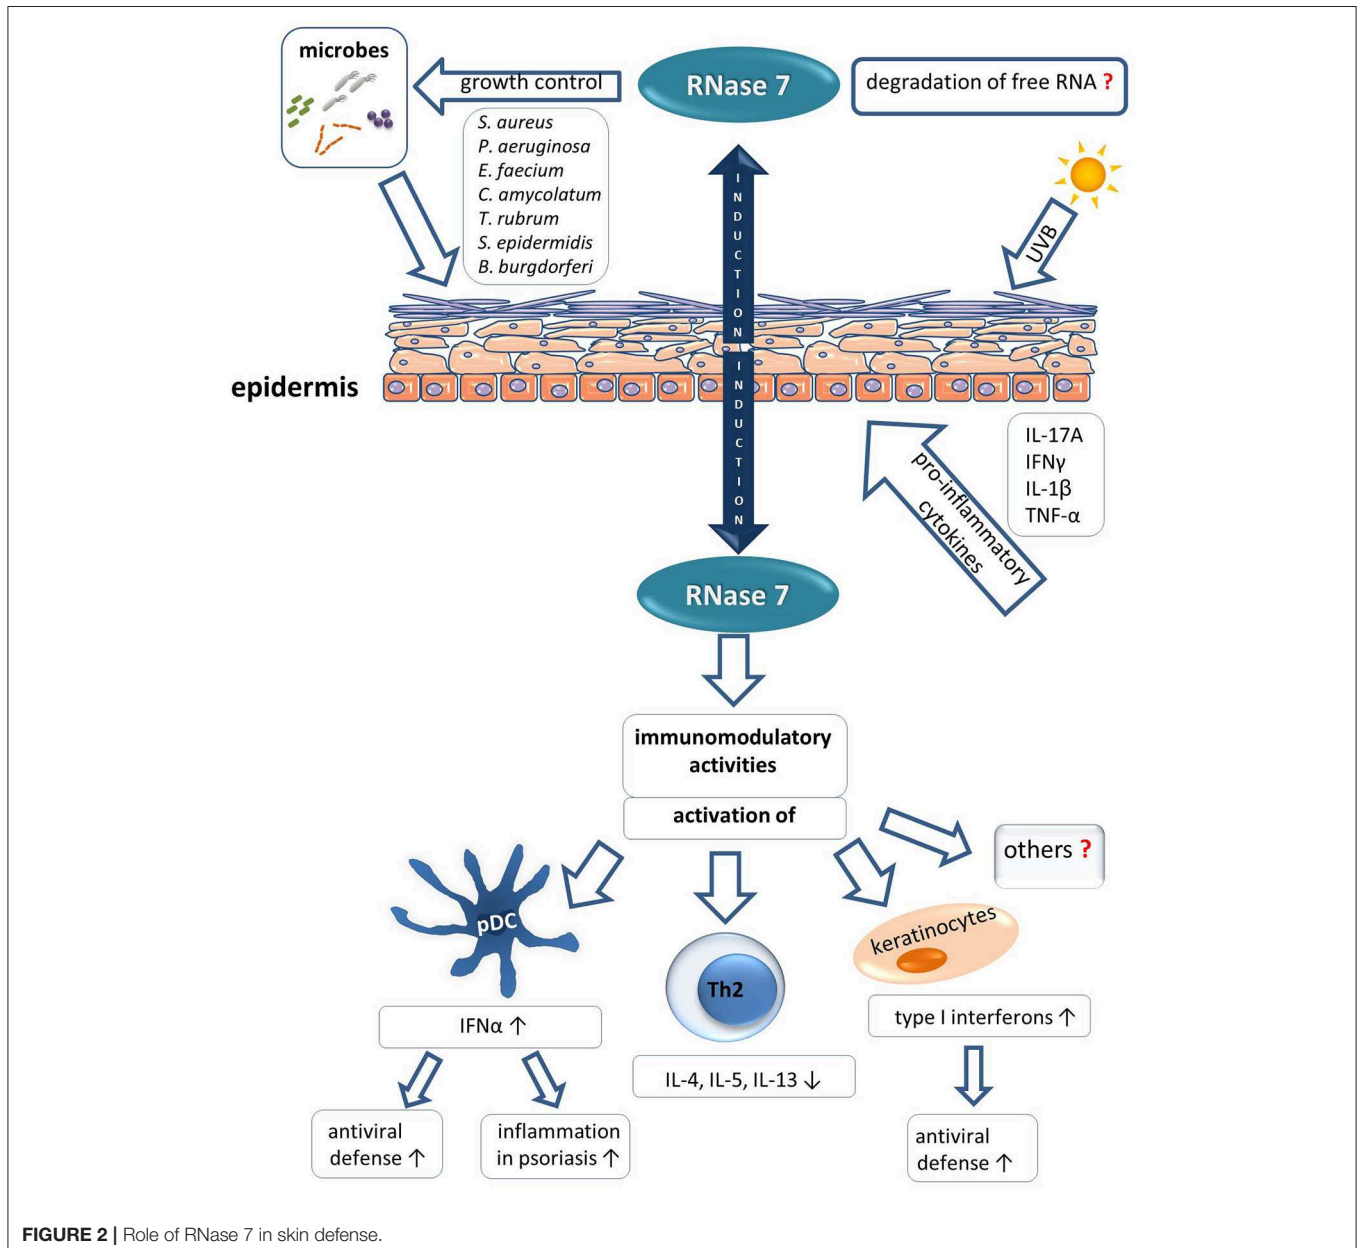 microbes
growth control
RNase 7
degradation of free RNA ?
S. aureus
P. aeruginosa
E. faecium
C. amycolatum
T. rubrum
S. epidermidis
B. burgdorferi
UVB
INDUCTION
epidermis
INDUCTION
IL-17A
IFNγ
IL-1β
TNF-α
pro-inflammatory
cytokines
RNase 7
immunomodulatory
activities
activation of
others ?
pDC
keratinocytes
Th2
IFNα ↑
type I interferons ↑
IL-4, IL-5, IL-13 ↓
antiviral
defense ↑
inflammation
in psoriasis ↑
antiviral
defense ↑
FIGURE 2 | Role of RNase 7 in skin defense.